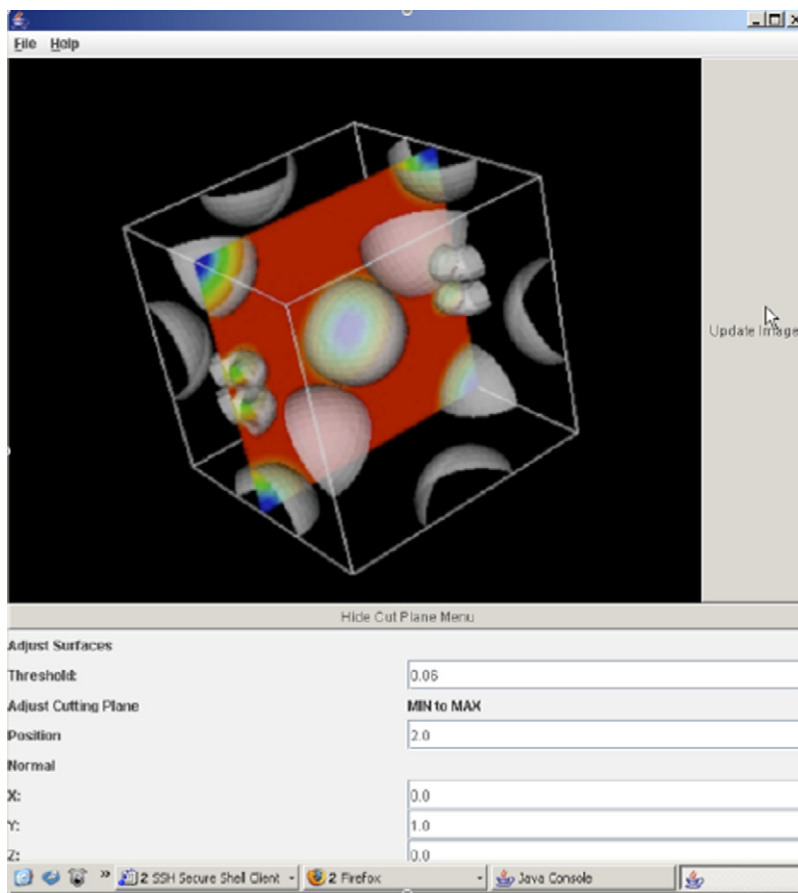 File Help
Update Image
Hide Cut Plane Menu
Adjust Surfaces
Threshold: 0.06
Adjust Cutting Plane MIN to MAX
Position 2.0
Normal
X: 0.0
Y: 1.0
Z: 0.0
» 2 SSH Secure Shell Client 2 Firefox Java Console